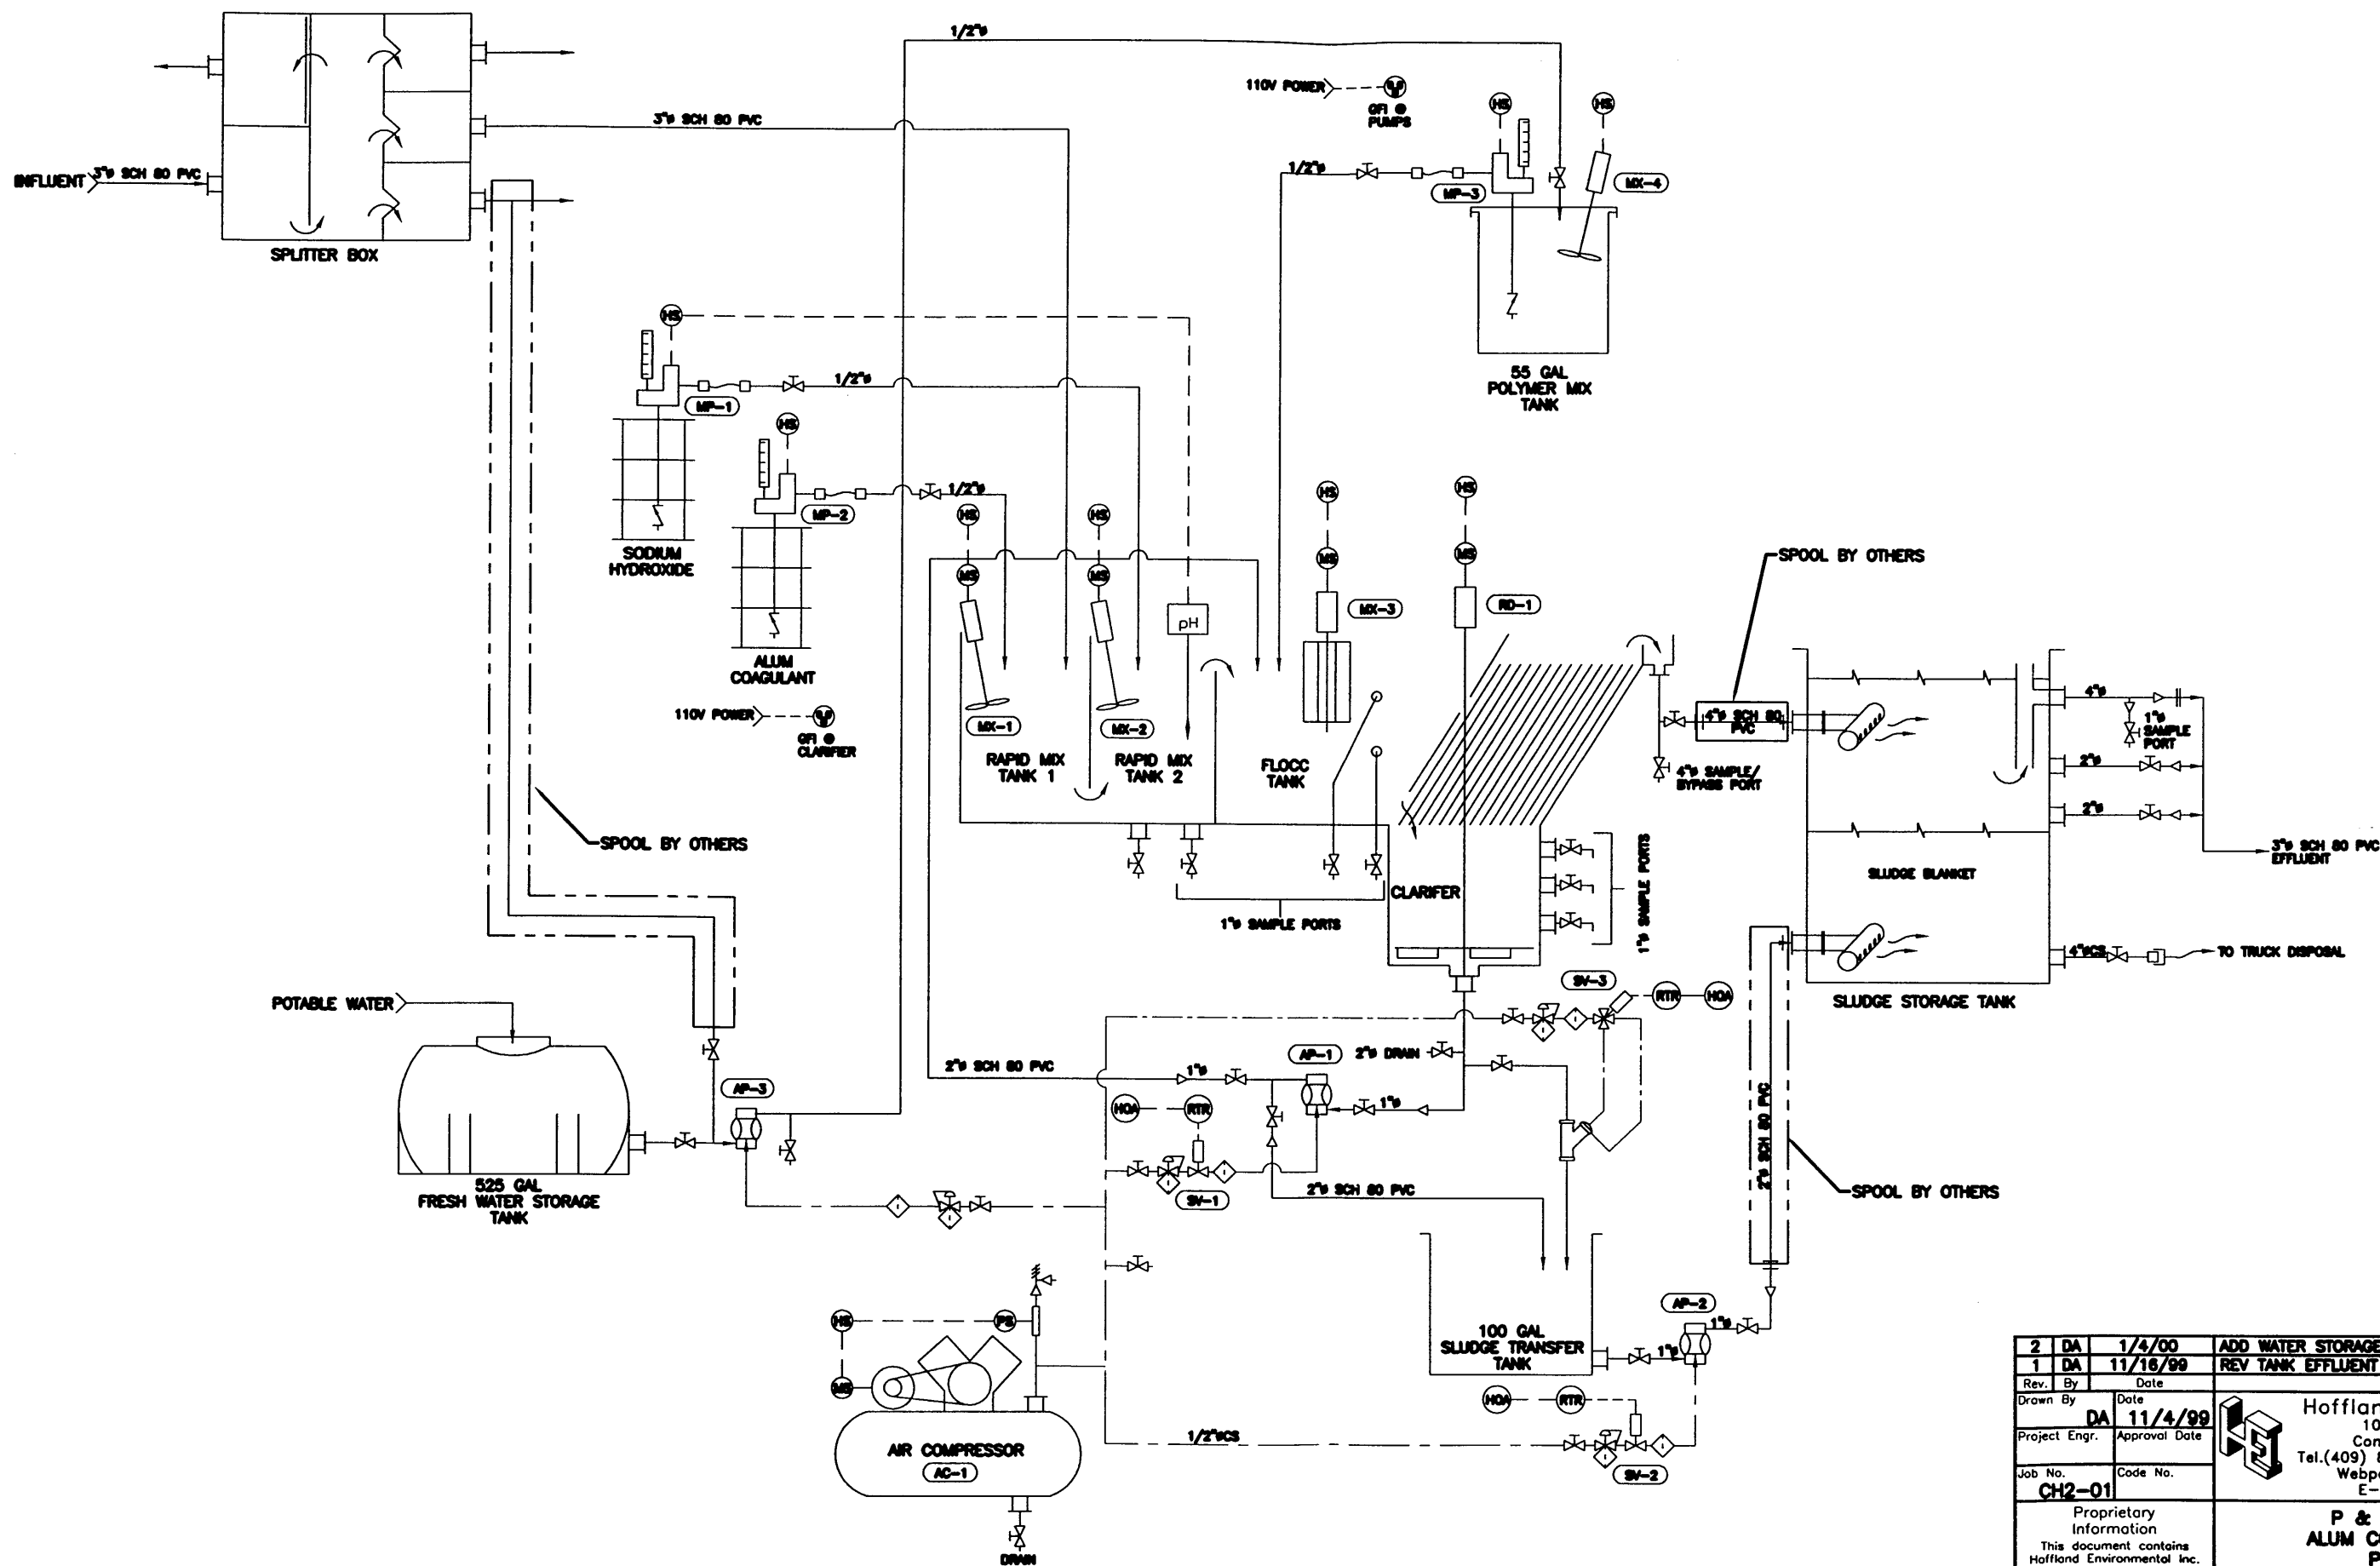 1/2"ø
110V POWER
GFI @
PUMPS
HS
HS
3"ø SCH 80 PVC
INFLUENT
3"ø SCH 80 PVC
1/2"ø
MP-3
MX-4
SPLITTER BOX
HS
55 GAL
POLYMER MIX
TANK
MP-1
1/2"ø
HS
MP-2
1/2"ø
HS
HS
HS
HS
SODIUM
HYDROXIDE
MS
MS
MS
MS
SPOOL BY OTHERS
MX-3
RD-1
pH
ALUM
COAGULANT
110V POWER
GFI @
CLARIFIER
MX-1
MX-2
4"ø SCH 80
PVC
4"ø
1"ø
SAMPLE
PORT
RAPID MIX
TANK 1
RAPID MIX
TANK 2
FLOCC
TANK
4"ø SAMPLE/
BYPASS PORT
2"ø
2"ø
SPOOL BY OTHERS
3"ø SCH 80 PVC
EFFLUENT
SLUDGE BLANKET
CLARIFER
1"ø SAMPLE PORTS
1"ø SAMPLE PORTS
4"øCS
TO TRUCK DISPOSAL
SLUDGE STORAGE TANK
POTABLE WATER
SV-3
RTR
HOA
AP-1
2"ø DRAIN
2"ø SCH 80 PVC
1"ø
AP-3
HOA
RTR
1"ø
2"ø SCH 80 PVC
SV-1
2"ø SCH 80 PVC
SPOOL BY OTHERS
525 GAL
FRESH WATER STORAGE
TANK
HS
PS
MS
AP-2
1"ø
100 GAL
SLUDGE TRANSFER
TANK
1"ø
HOA
RTR
1/2"øCS
SV-2
AIR COMPRESSOR
AC-1
DRAIN
2 DA 1/4/00 ADD WATER STORAGE
1 DA 11/16/99 REV TANK EFFLUENT
Rev. By Date
Drawn By
DA
Date
11/4/99
Project Engr.
Approval Date
Job No.
CH2-01
Code No.
HEI
Hofflan
10
Con
Tel.(409) 8
Webp
E-
Proprietary
Information
This document contains
Hoffland Environmental Inc.
P &
ALUM C